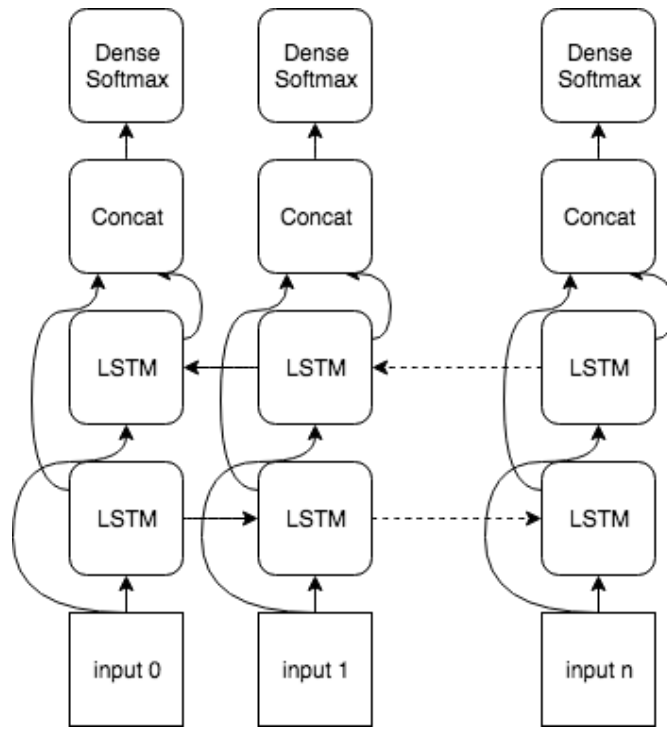 Dense
Softmax
Dense
Softmax
Dense
Softmax
Concat
Concat
Concat
LSTM
LSTM
LSTM
LSTM
LSTM
LSTM
input 0
input 1
input n